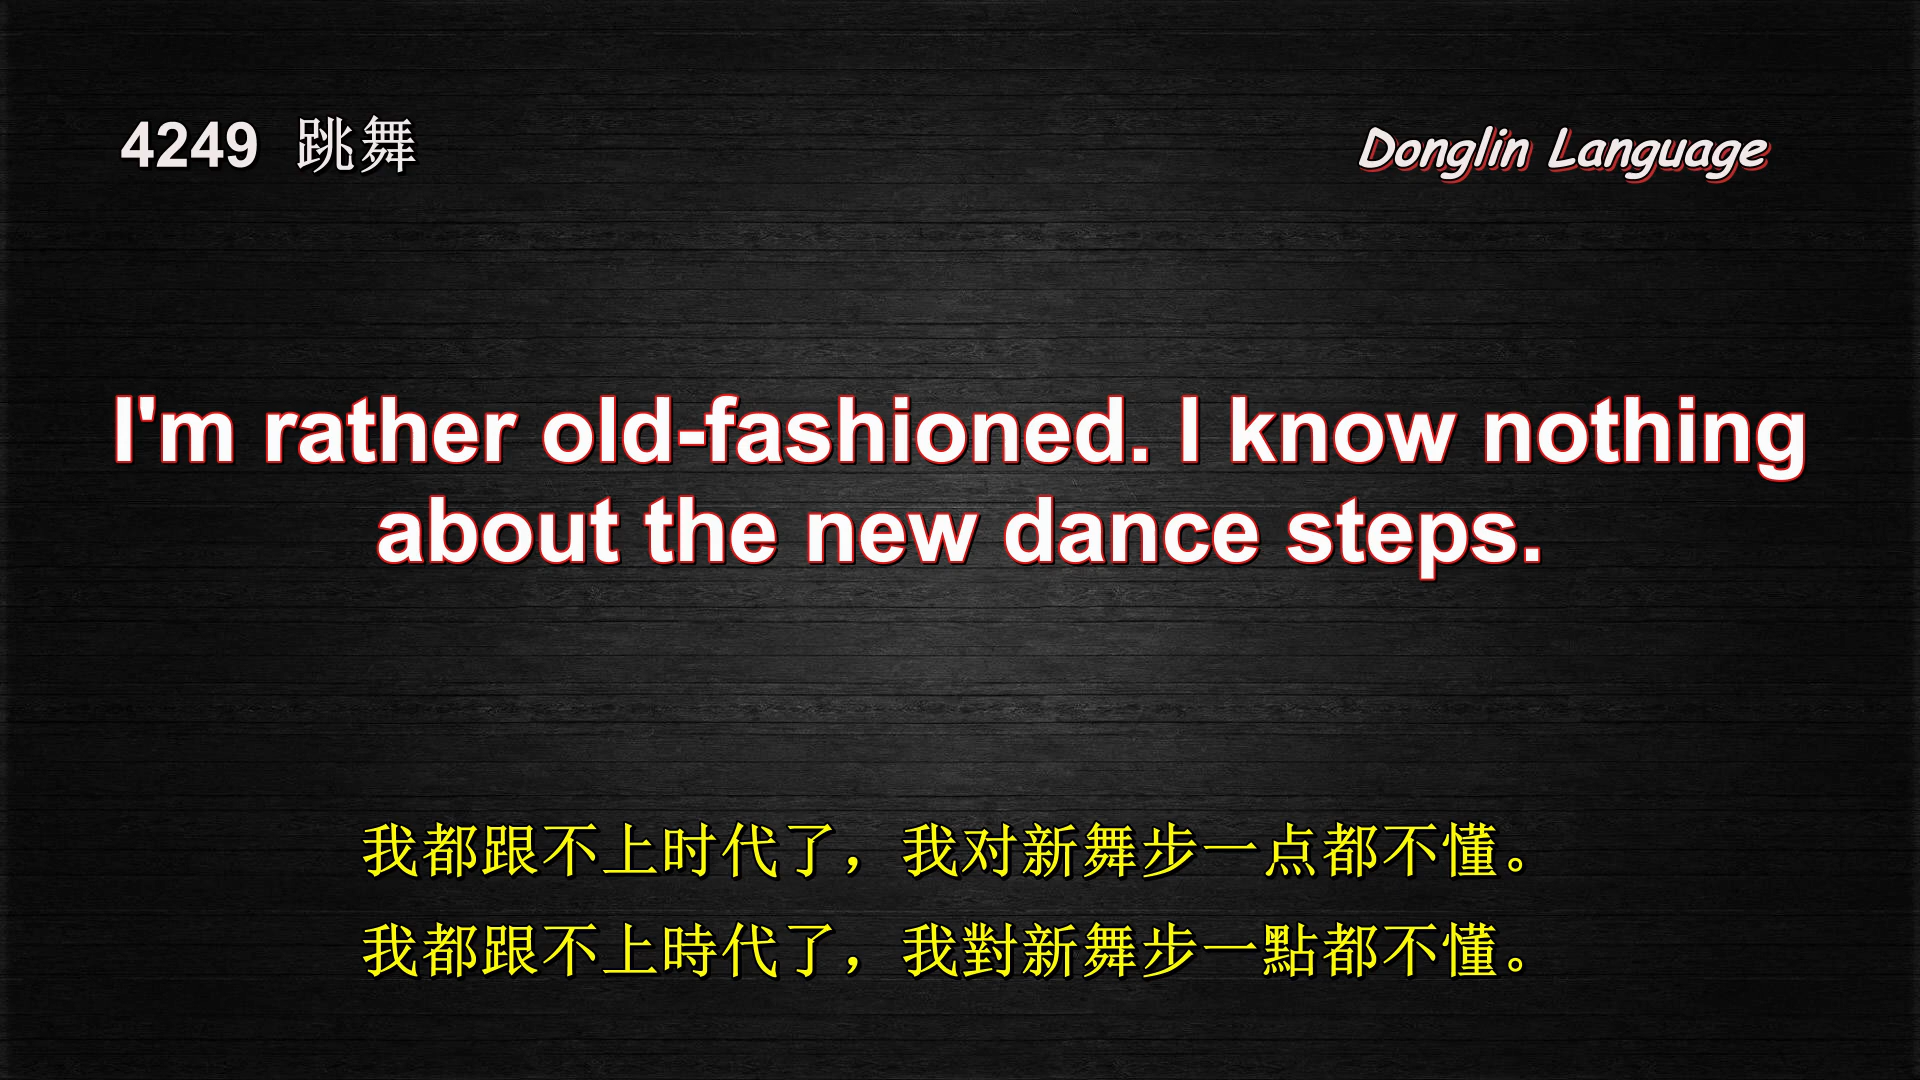 4249 跳舞
Donglin Language
I'm rather old-fashioned. I know nothing
about the new dance steps.
我都跟不上时代了，我对新舞步一点都不懂。
我都跟不上時代了，我對新舞步一點都不懂。